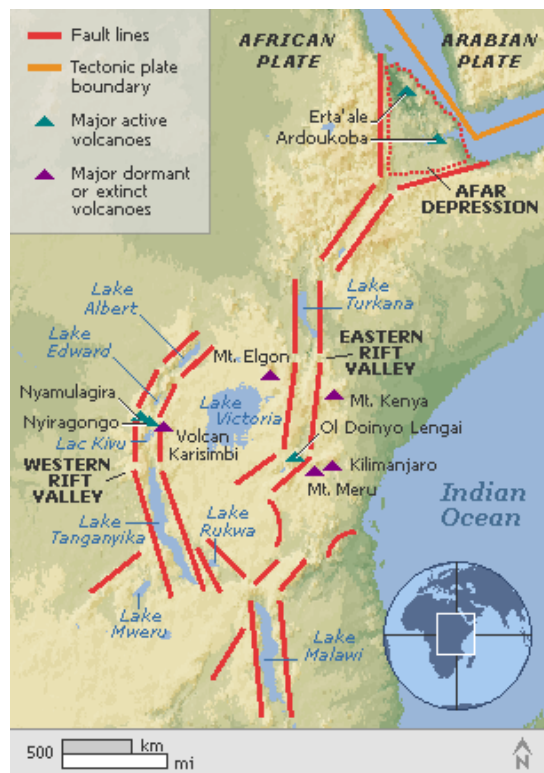 Fault lines
Tectonic plate
boundary
Major active
volcanoes
Major dormant
or extinct
volcanoes
AFRICAN
PLATE
ARABIAN
PLATE
Erta'ale
Ardoukoba
AFAR
DEPRESSION
Lake
Turkana
Lake
Albert
Lake
Edward
Mt. Elgon
EASTERN
RIFT
VALLEY
Nyamulagira
Nyiragongo
Lake
Victoria
Mt. Kenya
Lac Kivu
Volcan
Karisimbi
Ol Doinyo Lengai
WESTERN
RIFT
VALLEY
Kilimanjaro
Mt. Meru
Indian
Ocean
Lake
Tanganyika
Lake
Rukwa
Lake
Mweru
Lake
Malawi
500
km
mi
N